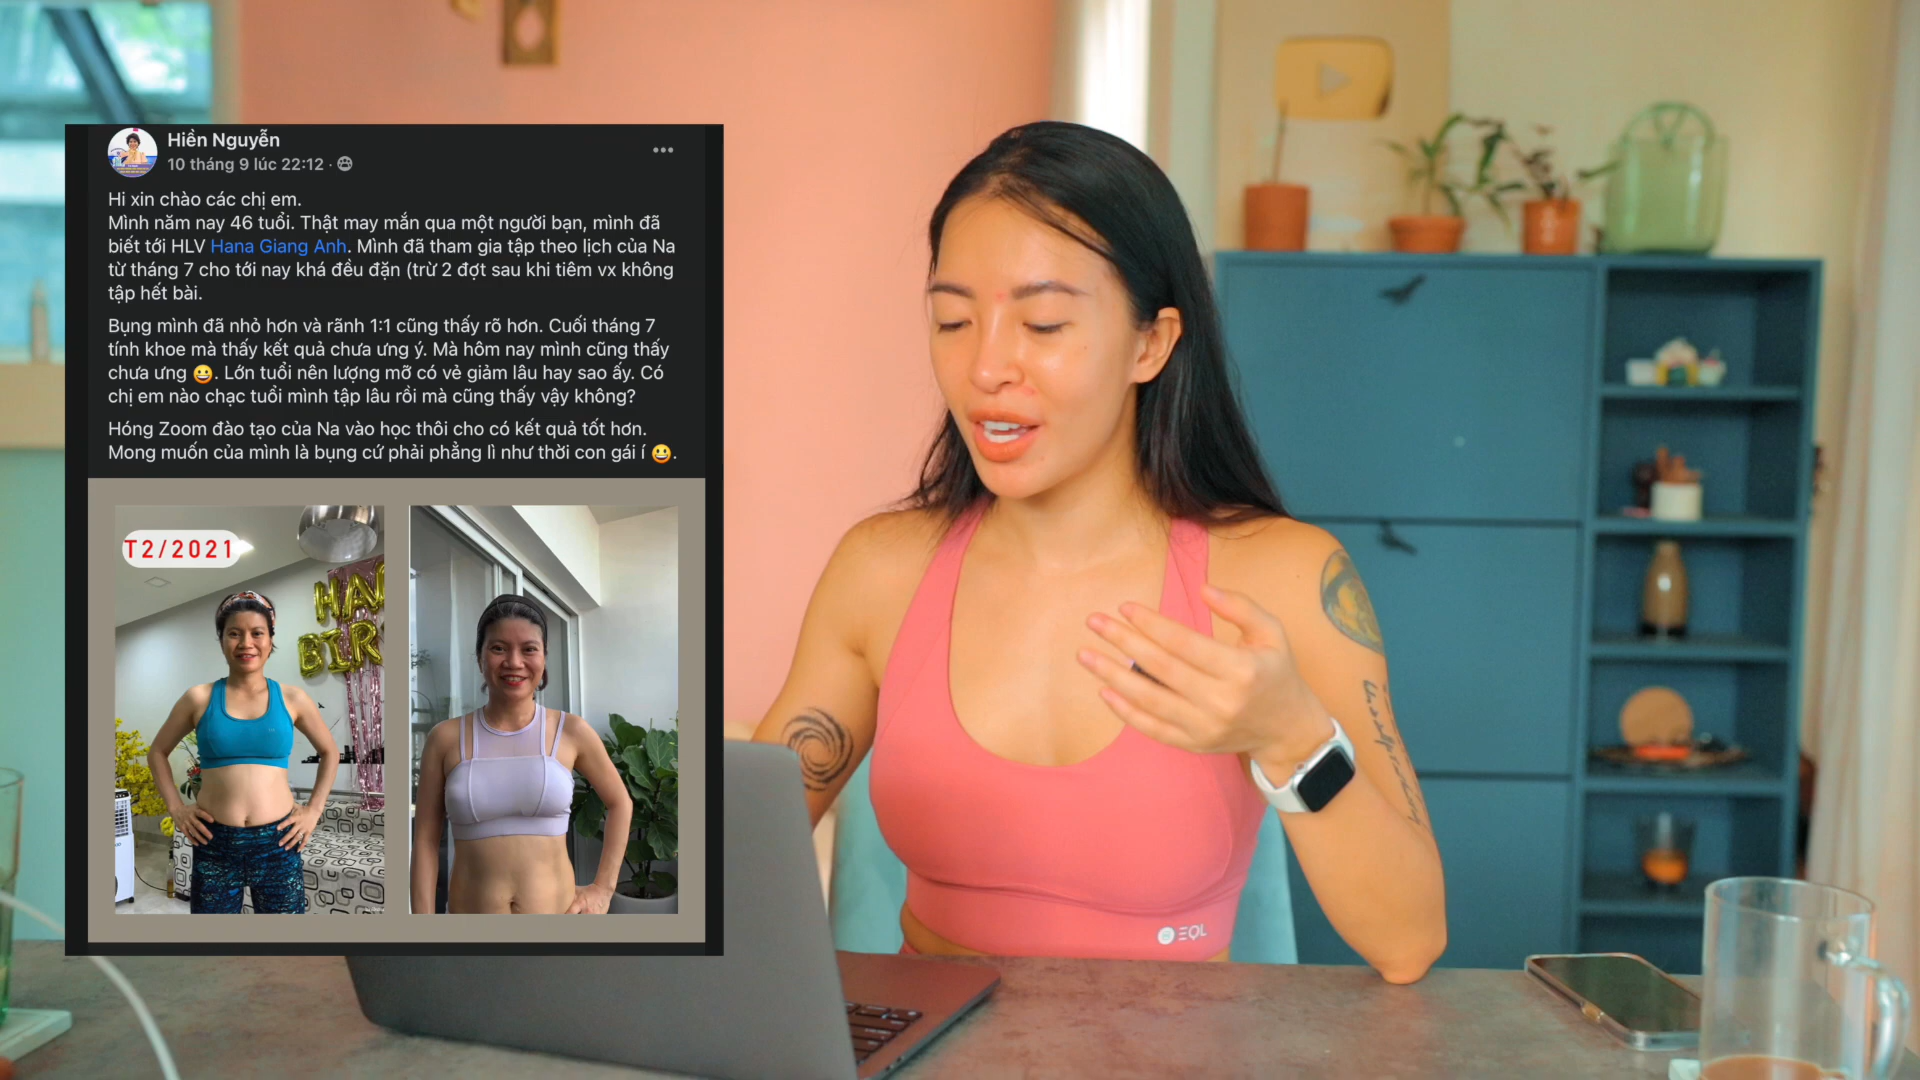 Hiền Nguyễn
10 tháng 9 lúc 22:12 ·
Hi xin chào các chị em.
Mình năm nay 46 tuổi. Thật may mắn qua một người bạn, mình đã
biết tới HLV Hana Giang Anh. Mình đã tham gia tập theo lịch của Na
từ tháng 7 cho tới nay khá đều đặn (trừ 2 đợt sau khi tiêm vx không
tập hết bài.
Bụng mình đã nhỏ hơn và rãnh 1:1 cũng thấy rõ hơn. Cuối tháng 7
tính khoe mà thấy kết quả chưa ưng ý. Mà hôm nay mình cũng thấy
chưa ưng 😀. Lớn tuổi nên lượng mỡ có vẻ giảm lâu hay sao ấy. Có
chị em nào chạc tuổi mình tập lâu rồi mà cũng thấy vậy không?
Hóng Zoom đào tạo của Na vào học thôi cho có kết quả tốt hơn.
Mong muốn của mình là bụng cứ phải phẳng lì như thời con gái í 😀.
T2/2021
HAP
BIR
EQL